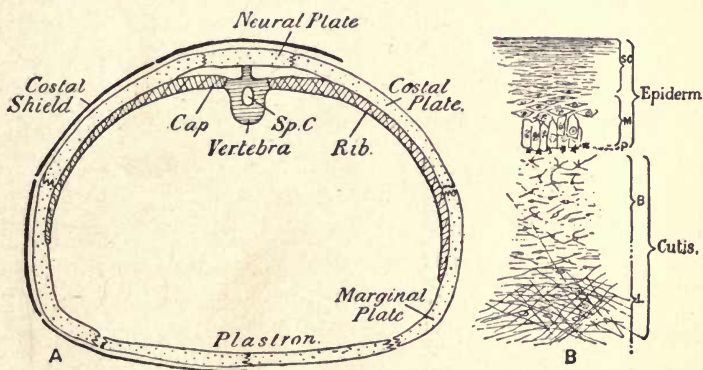 Neural Plate
Costal
Shield
Costal
Plate.
Cap
Sp.C
Vertebra
Rib.
Marginal
Plate
Plastron.
A
SC
M
Epiderm
P
B
Cutis.
L
B